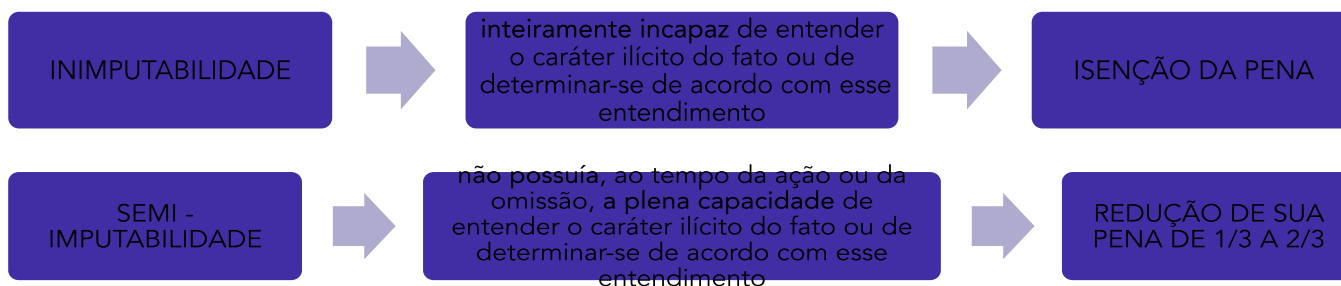 INIMPUTABILIDADE
inteiramente incapaz de entender
o caráter ilícito do fato ou de
determinar-se de acordo com esse
entendimento
ISENÇÃO DA PENA
SEMI -
IMPUTABILIDADE
não possuía, ao tempo da ação ou da
omissão, a plena capacidade de
entender o caráter ilícito do fato ou de
determinar-se de acordo com esse
entendimento
REDUÇÃO DE SUA
PENA DE 1/3 A 2/3